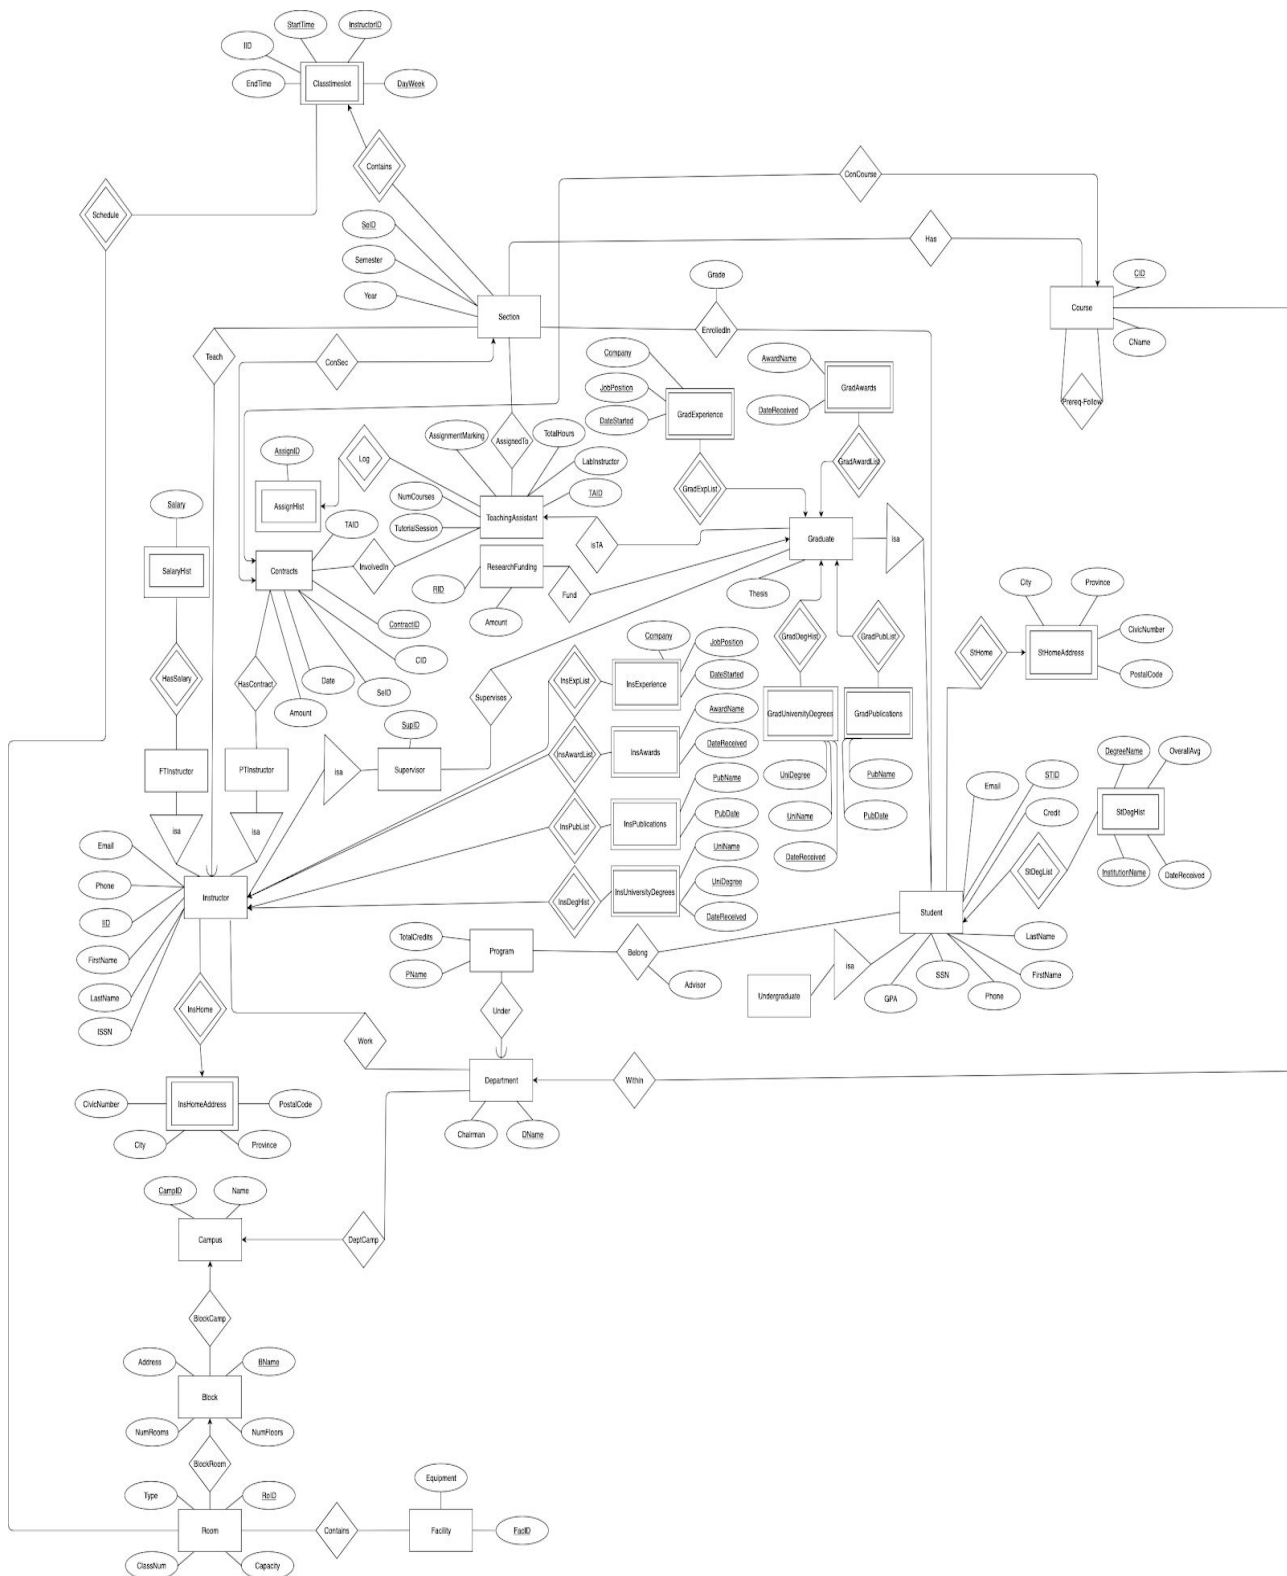 StartTime
InstructorID
IID
EndTime
Classtimeslot
DayWeek
Contains
ConCourse
Schedule
SeID
Has
Semester
Grade
CID
Year
Section
EnrolledIn
Course
Teach
ConSec
Company
AwardName
CName
JobPosition
GradAwards
DateStarted
GradExperience
DateReceived
Prereq-Follow
AssignmentMarking
AssignedTo
TotalHours
AssignID
Log
LabInstructor
GradAwardList
NumCourses
TAID
GradExpList
Salary
AssignHist
TeachingAssistant
TAID
TutorialSession
isTA
Graduate
isa
SalaryHist
Contracts
InvolvedIn
ResearchFunding
RID
Fund
Thesis
City
Province
Amount
ContractID
Company
JobPosition
GradDegHist
GradPubList
CivicNumber
StHome
StHomeAddress
CID
InsExpList
InsExperience
DateStarted
PostalCode
HasSalary
HasContract
Date
SeID
Supervises
AwardName
GradUniversityDegrees
GradPublications
Amount
SupID
InsAwardList
InsAwards
DateReceived
DegreeName
OverallAvg
FTInstructor
PTInstructor
isa
Supervisor
PubName
UniDegree
PubName
Email
STID
Credit
StDegHist
isa
isa
InsPubList
InsPublications
PubDate
UniName
PubDate
Email
UniName
DateReceived
StDegList
InstitutionName
DateReceived
Phone
Instructor
InsDegHist
InsUniversityDegrees
UniDegree
Student
IID
DateReceived
TotalCredits
Program
Belong
LastName
FirstName
PName
Advisor
Undergraduate
isa
SSN
FirstName
LastName
InsHome
Under
GPA
Phone
ISSN
Work
Department
Within
CivicNumber
InsHomeAddress
PostalCode
City
Province
Chairman
DName
CampID
Name
Campus
DeptCamp
BlockCamp
Address
BName
Block
NumRooms
NumFloors
BlockRoom
Equipment
Type
RoID
Room
Contains
Facility
FacID
ClassNum
Capacity